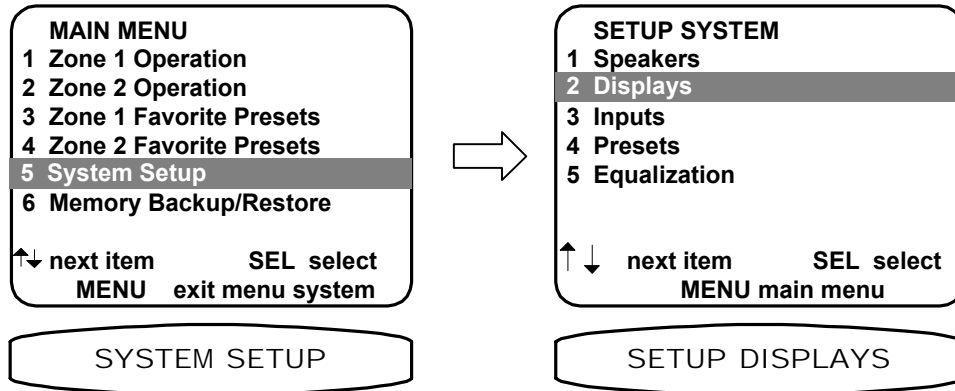 MAIN MENU
1 Zone 1 Operation
2 Zone 2 Operation
3 Zone 1 Favorite Presets
4 Zone 2 Favorite Presets
5 System Setup
6 Memory Backup/Restore
↑↓ next item SEL select
MENU exit menu system
SYSTEM SETUP
SETUP SYSTEM
1 Speakers
2 Displays
3 Inputs
4 Presets
5 Equalization
↑ ↓ next item SEL select
MENU main menu
SETUP DISPLAYS